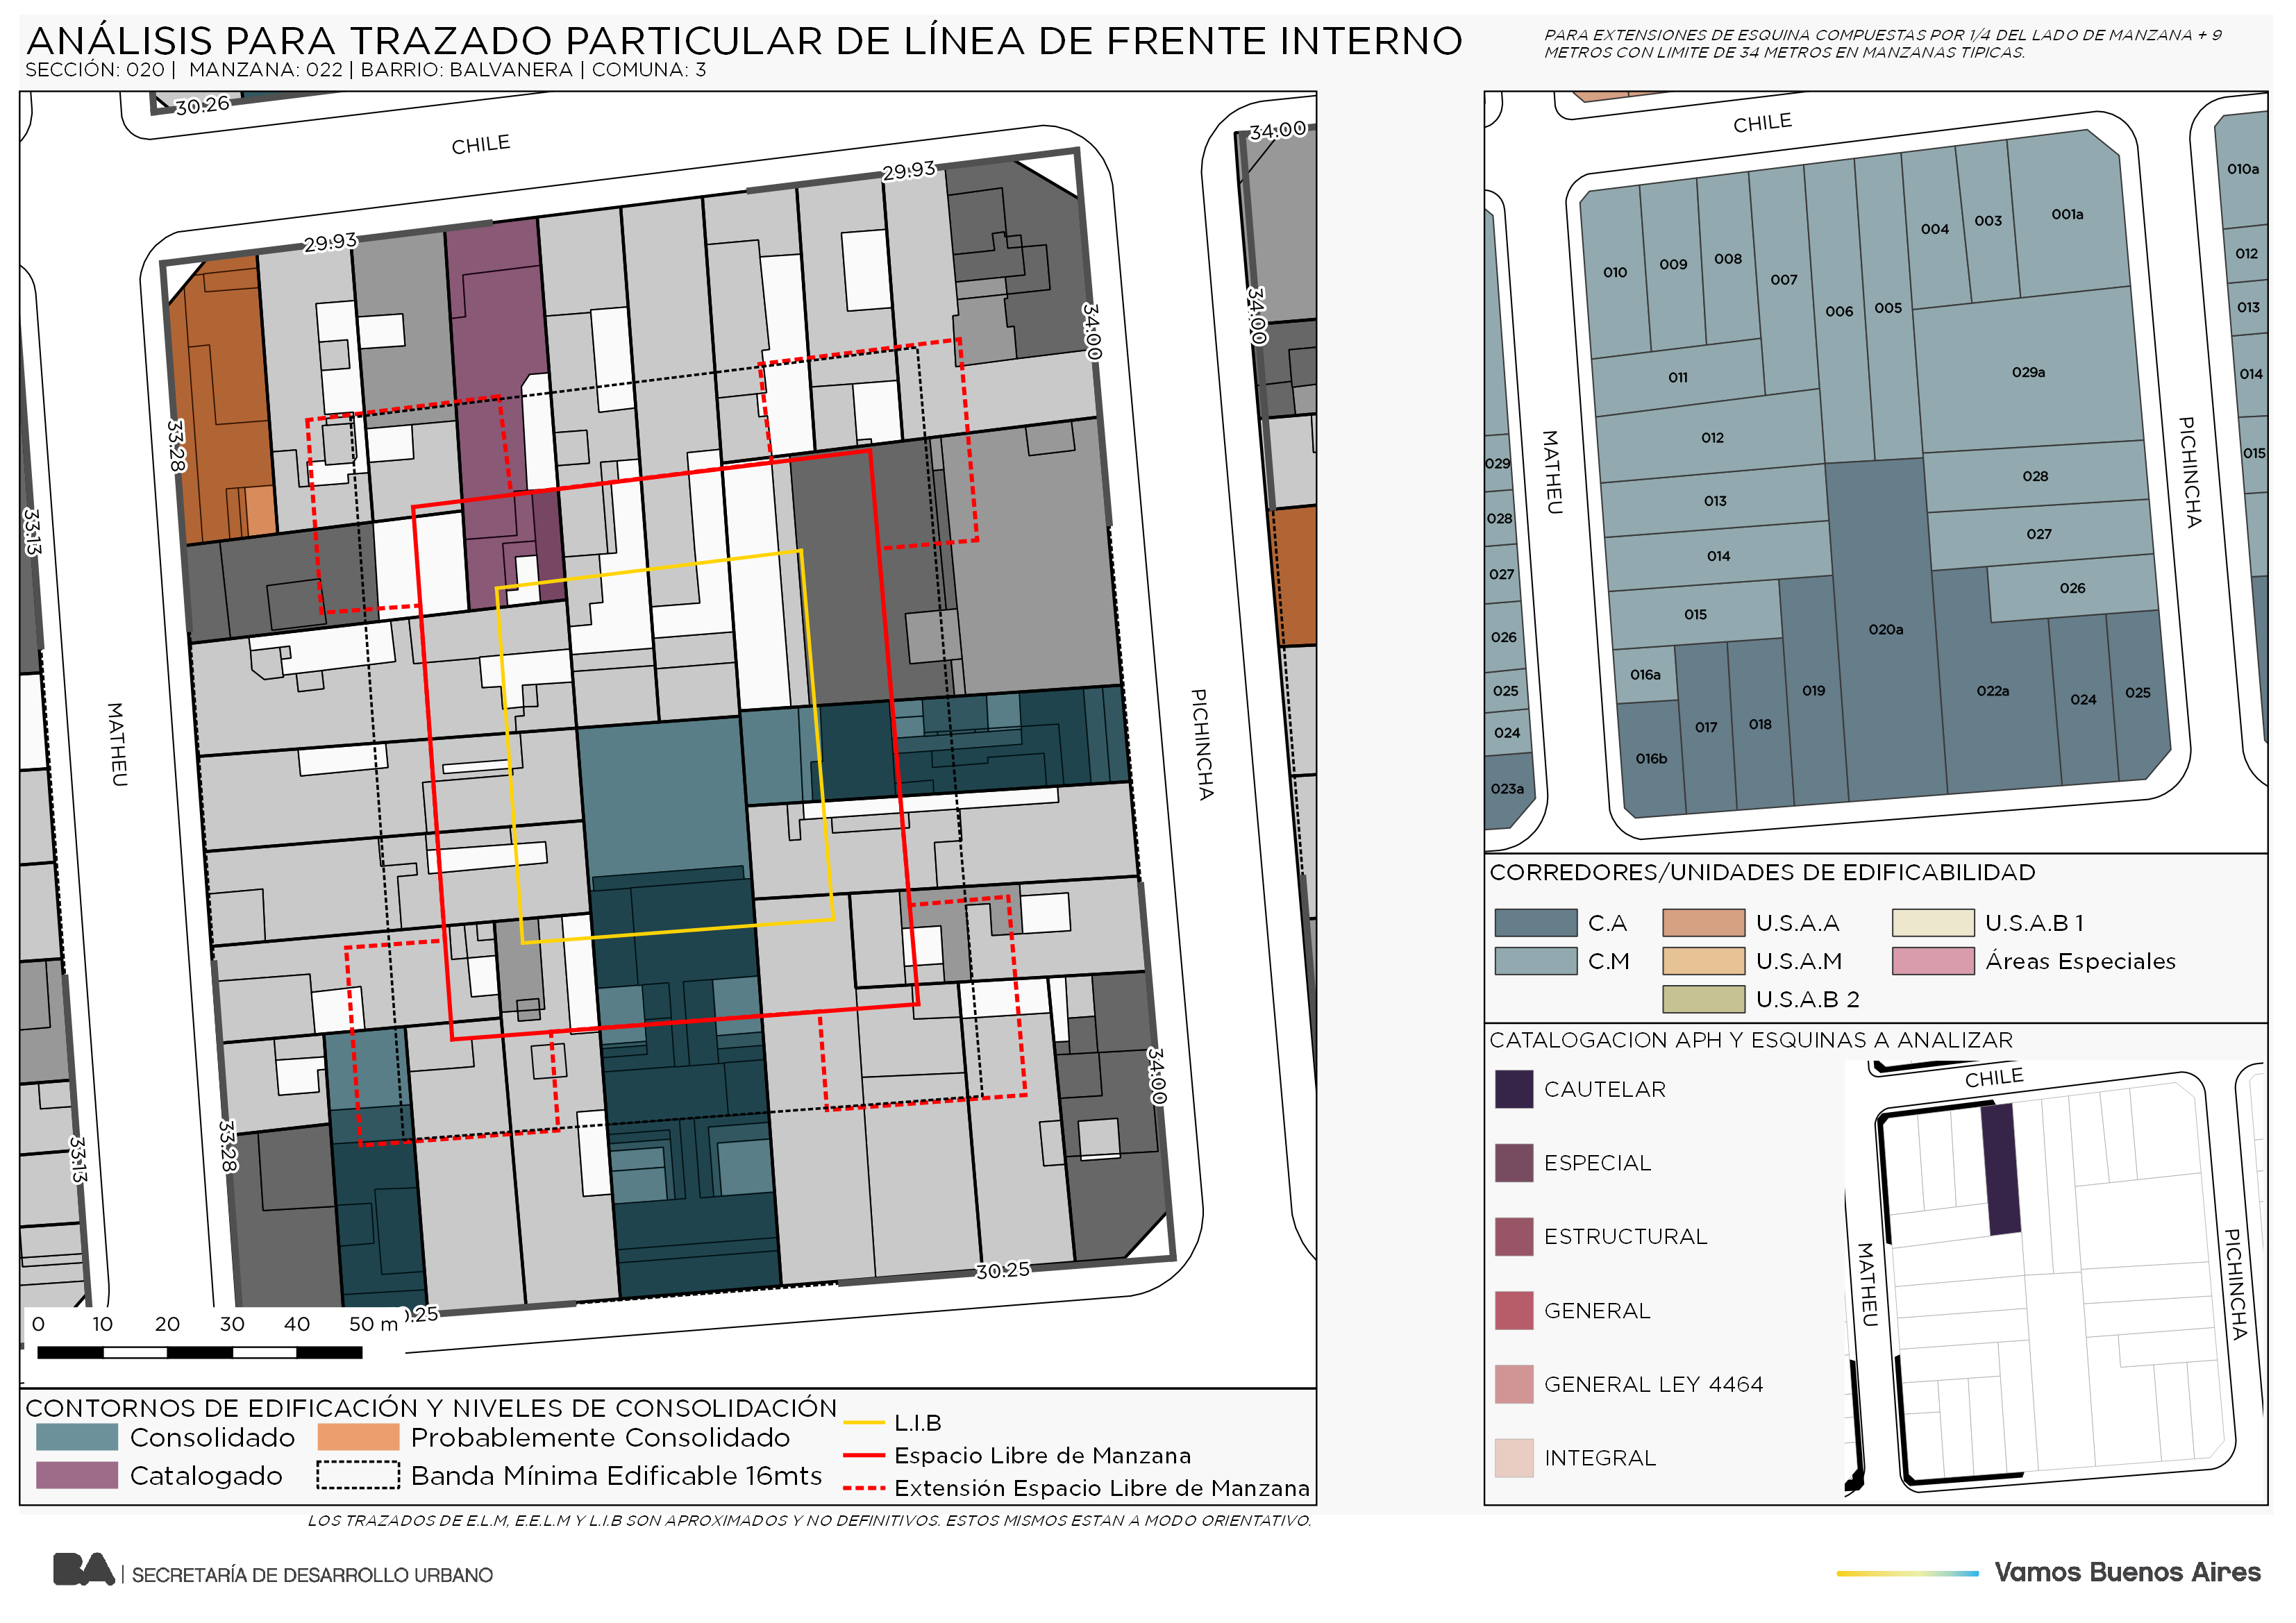 ANÁLISIS PARA TRAZADO PARTICULAR DE LÍNEA DE FRENTE INTERNO
SECCIÓN: 020 | MANZANA: 022 | BARRIO: BALVANERA | COMUNA: 3
PARA EXTENSIONES DE ESQUINA COMPUESTAS POR 1/4 DEL LADO DE MANZANA + 9
METROS CON LIMITE DE 34 METROS EN MANZANAS TIPICAS.
30.26
CHILE
34.00
29.93
29.93
34.00
34.00
33.28
33.13
MATHEU
PICHINCHA
34.00
33.28
33.13
30.25
.25
0 10 20 30 40 50 m
CONTORNOS DE EDIFICACIÓN Y NIVELES DE CONSOLIDACIÓN
Consolidado
Probablemente Consolidado
Catalogado
Banda Mínima Edificable 16mts
L.I.B
Espacio Libre de Manzana
Extensión Espacio Libre de Manzana
CHILE
MATHEU
PICHINCHA
010
009
008
007
006
005
004
003
001a
011
012
013
014
015
016a
016b
017
018
019
020a
022a
024
025
026
027
028
029a
029
028
027
026
025
024
023a
010a
012
013
014
015
CORREDORES/UNIDADES DE EDIFICABILIDAD
C.A
U.S.A.A
U.S.A.B 1
C.M
U.S.A.M
Áreas Especiales
U.S.A.B 2
CATALOGACION APH Y ESQUINAS A ANALIZAR
CAUTELAR
ESPECIAL
ESTRUCTURAL
GENERAL
GENERAL LEY 4464
INTEGRAL
CHILE
MATHEU
PICHINCHA
LOS TRAZADOS DE E.L.M, E.E.L.M Y L.I.B SON APROXIMADOS Y NO DEFINITIVOS. ESTOS MISMOS ESTAN A MODO ORIENTATIVO.
BA | SECRETARÍA DE DESARROLLO URBANO
Vamos Buenos Aires